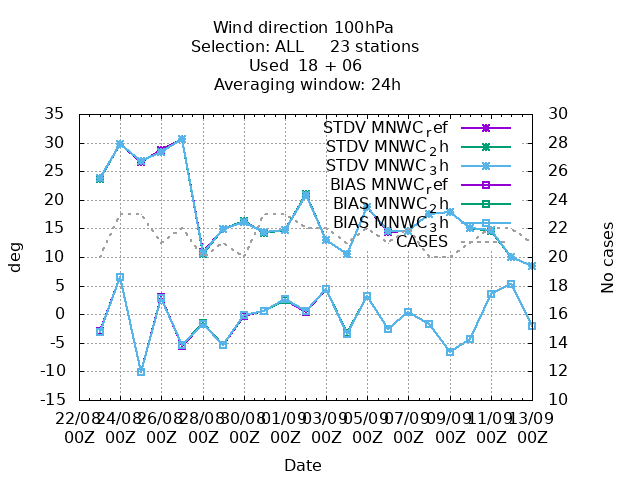 Wind direction 100hPa
Selection: ALL 23 stations
Used 18 + 06
Averaging window: 24h
35 30
30 28
25 26
20 24
15 22
10 20
5 18
0 16
-5 14
-10 12
-15 10
deg
No cases
STDV MNWC_ref
STDV MNWC_2h
STDV MNWC_3h
BIAS MNWC_ref
BIAS MNWC_2h
BIAS MNWC_3h
CASES
22/08 24/08 26/08 28/08 30/08 01/09 03/09 05/09 07/09 09/09 11/09 13/09
00Z 00Z 00Z 00Z 00Z 00Z 00Z 00Z 00Z 00Z 00Z 00Z
Date